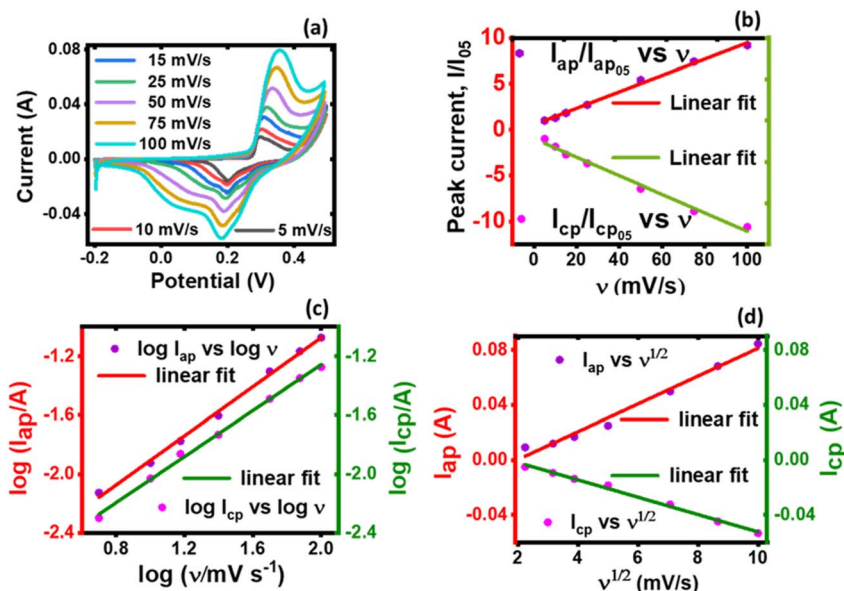 (a)
0.08
0.04
0.00
-0.04
Current (A)
15 mV/s
25 mV/s
50 mV/s
75 mV/s
100 mV/s
10 mV/s
5 mV/s
-0.2 0.0 0.2 0.4
Potential (V)
(b)
10
5
0
-5
-10
Peak current, I/I05
Iap/Iap05 vs ν
Linear fit
Linear fit
Icp/Icp05 vs ν
0 20 40 60 80 100
ν (mV/s)
(c)
-1.2
-1.6
-2.0
-2.4
log (Iap/A)
log Iap vs log ν
linear fit
linear fit
log Icp vs log ν
-1.2
-1.6
-2.0
-2.4
log (Icp/A)
0.8 1.2 1.6 2.0
log (ν/mV s-1)
(d)
0.08
0.04
0.00
-0.04
Iap (A)
Iap vs ν1/2
linear fit
linear fit
Icp vs ν1/2
0.08
0.04
0.00
-0.04
Icp (A)
2 4 6 8 10
ν1/2 (mV/s)